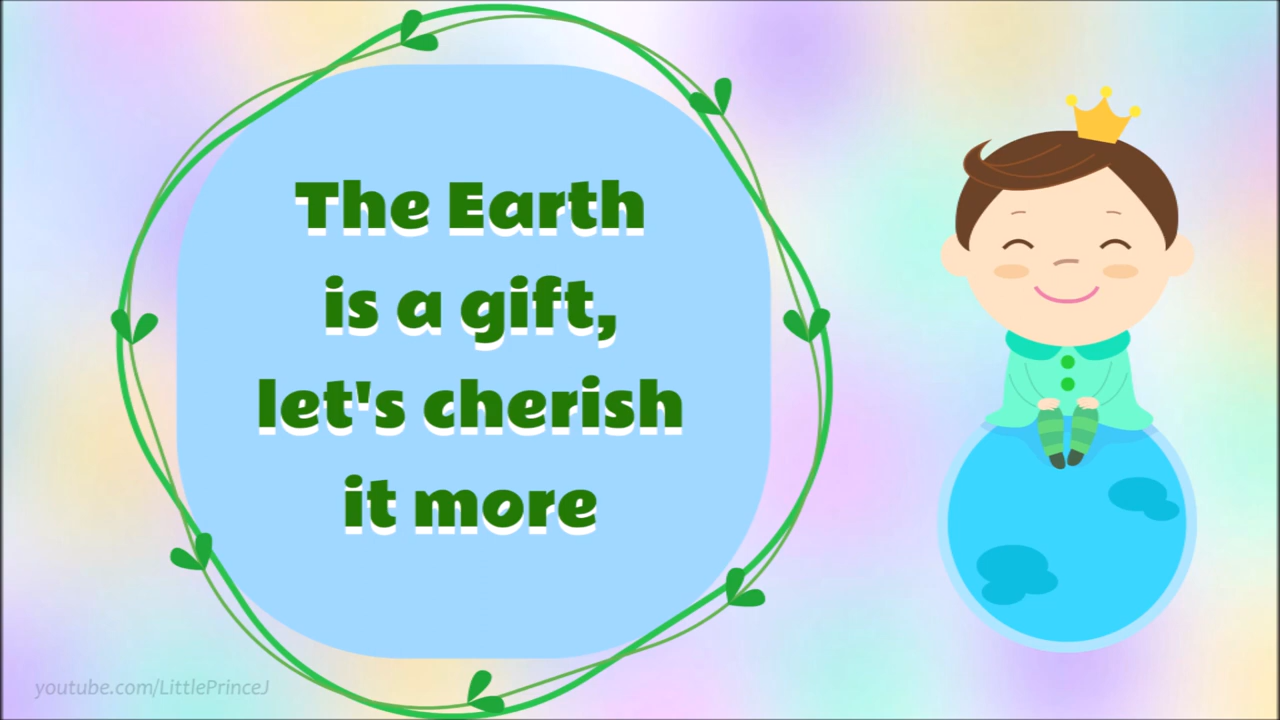 The Earth
is a gift,
let's cherish
it more
youtube.com/LittlePrinceJ